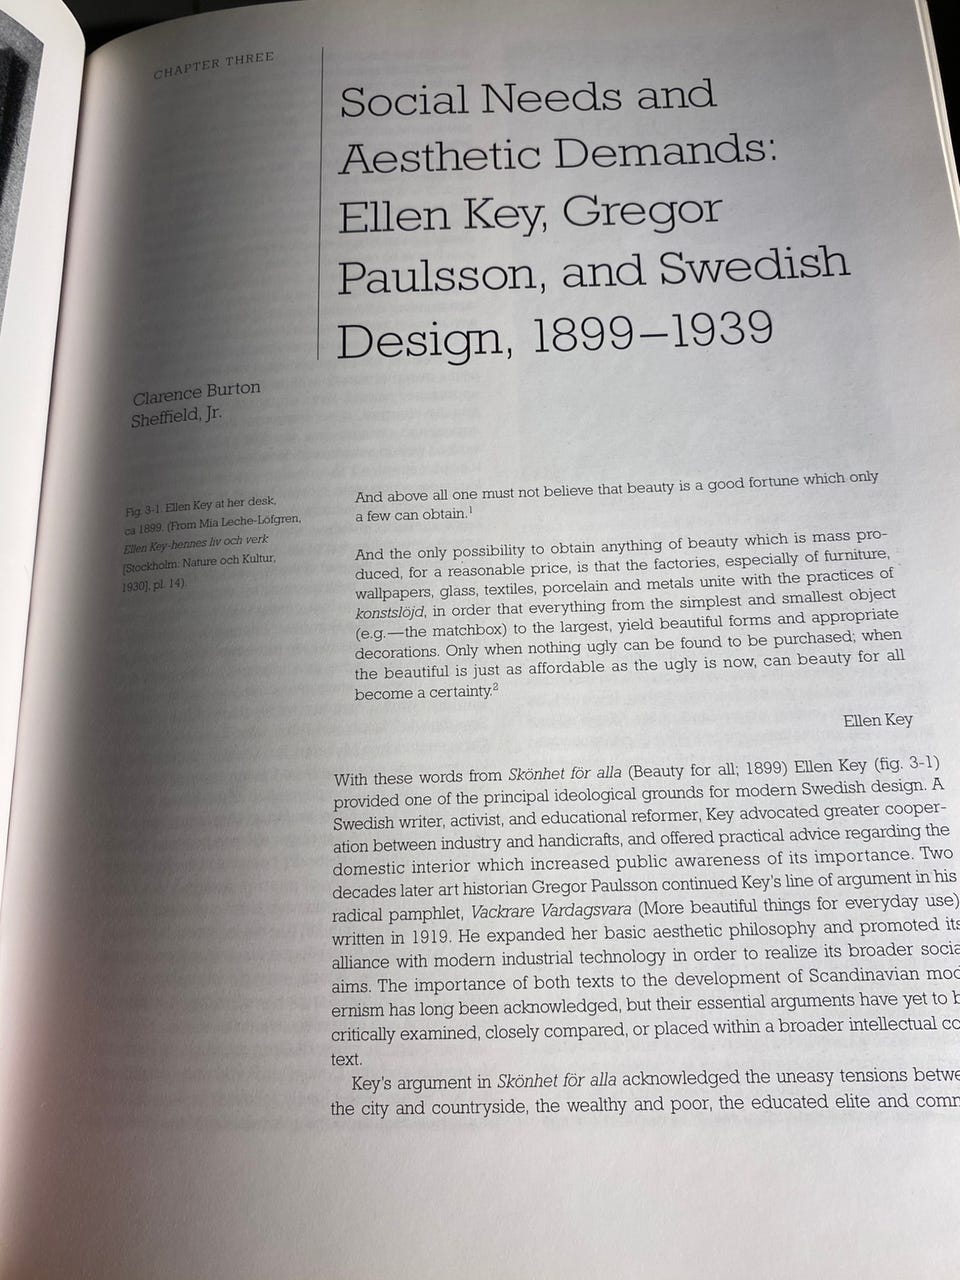 CHAPTER THREE
Social Needs and
Aesthetic Demands:
Ellen Key, Gregor
Paulsson, and Swedish
Design, 1899–1939
Clarence Burton
Sheffield, Jr.
Fig. 3-1. Ellen Key at her desk,
ca 1899. (From Mia Leche-Löfgren,
Ellen Key-hennes liv och verk
[Stockholm: Nature och Kultur,
1930], pl. 14).
And above all one must not believe that beauty is a good fortune which only
a few can obtain.1
And the only possibility to obtain anything of beauty which is mass pro-
duced, for a reasonable price, is that the factories, especially of furniture,
wallpapers, glass, textiles, porcelain and metals unite with the practices of
konstslöjd, in order that everything from the simplest and smallest object
(e.g.—the matchbox) to the largest, yield beautiful forms and appropriate
decorations. Only when nothing ugly can be found to be purchased; when
the beautiful is just as affordable as the ugly is now, can beauty for all
become a certainty.2
Ellen Key
With these words from Skönhet för alla (Beauty for all; 1899) Ellen Key (fig. 3-1)
provided one of the principal ideological grounds for modern Swedish design. A
Swedish writer, activist, and educational reformer, Key advocated greater cooper-
ation between industry and handicrafts, and offered practical advice regarding the
domestic interior which increased public awareness of its importance. Two
decades later art historian Gregor Paulsson continued Key's line of argument in his
radical pamphlet, Vackrare Vardagsvara (More beautiful things for everyday use)
written in 1919. He expanded her basic aesthetic philosophy and promoted its
alliance with modern industrial technology in order to realize its broader socia
aims. The importance of both texts to the development of Scandinavian mod
ernism has long been acknowledged, but their essential arguments have yet to b
critically examined, closely compared, or placed within a broader intellectual co
text.
Key's argument in Skönhet för alla acknowledged the uneasy tensions betwe
the city and countryside, the wealthy and poor, the educated elite and comm